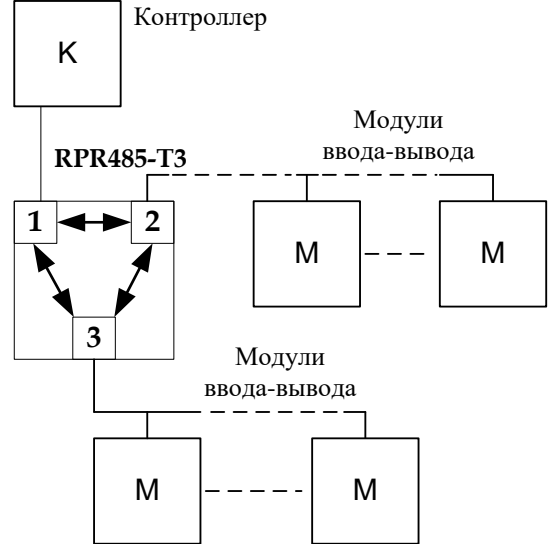 К
Контроллер
RPR485-T3
Модули
ввода-вывода
1
2
3
М
М
Модули
ввода-вывода
М
М